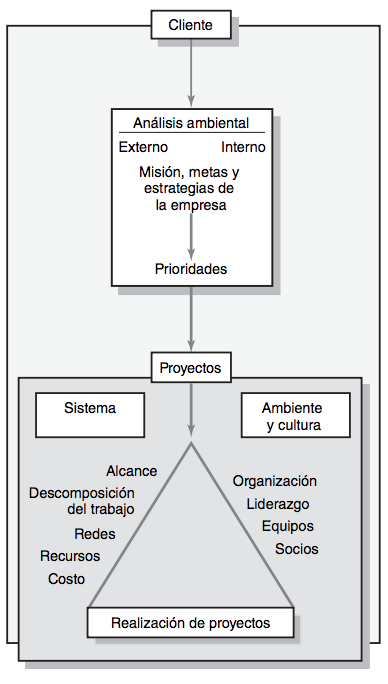 Cliente
Análisis ambiental
Externo Interno
Misión, metas y
estrategias de
la empresa
Prioridades
Proyectos
Sistema
Ambiente
y cultura
Alcance
Descomposición
del trabajo
Redes
Recursos
Costo
Organización
Liderazgo
Equipos
Socios
Realización de proyectos